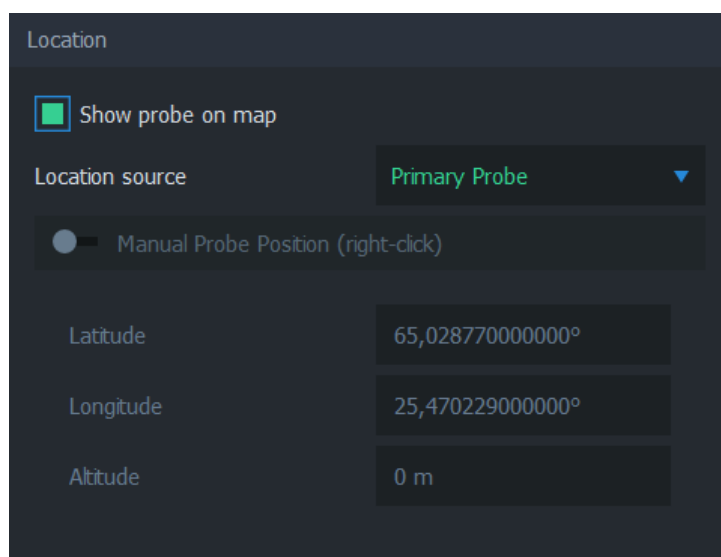 Location
Show probe on map
Location source Primary Probe
Manual Probe Position (right-click)
Latitude 65,028770000000°
Longitude 25,470229000000°
Altitude 0 m